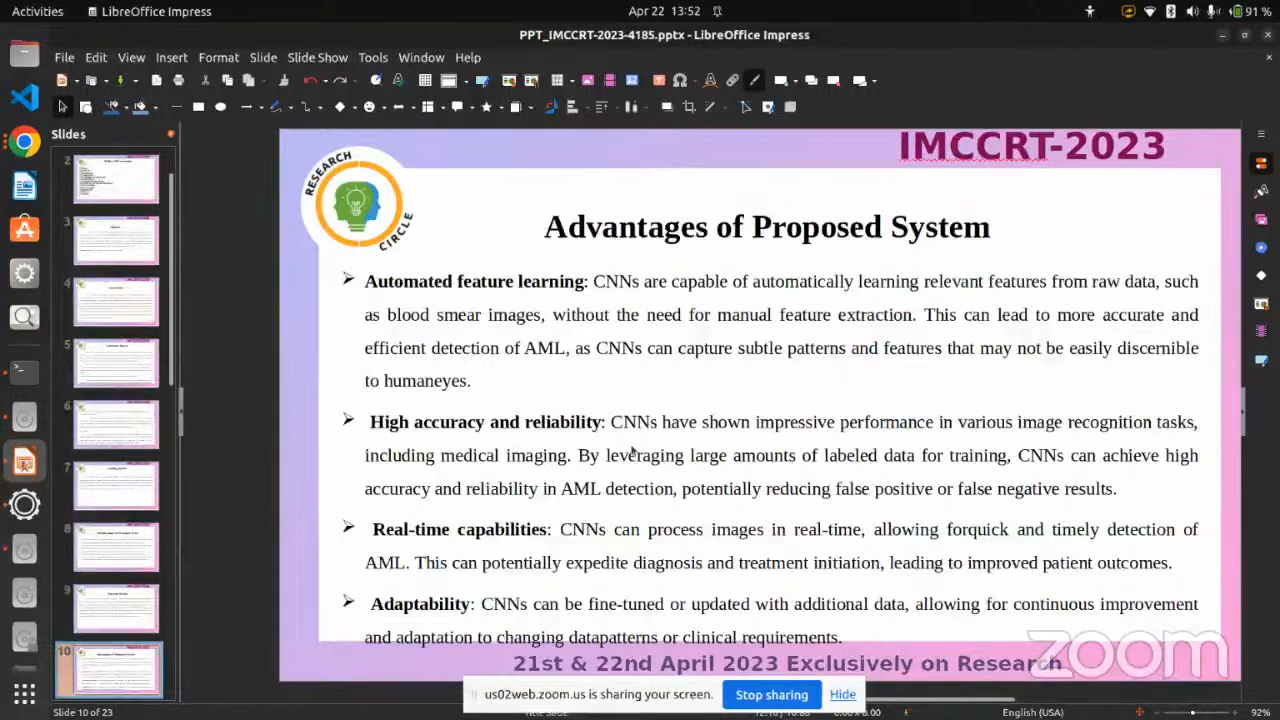 Activities
LibreOffice Impress
Apr 22 13:52
91 %
PPT_IMCCRT-2023-4185.pptx - LibreOffice Impress
File Edit View Insert Format Slide Slide Show Tools Window Help
Slides
2
3
4
5
6
7
8
9
10
IMCCRT-2023
RESEARCH
CIRCLE
Advantages of Proposed System
Automated feature learning: CNNs are capable of automatically learning relevant features from raw data, such
as blood smear images, without the need for manual feature extraction. This can lead to more accurate and
efficient detection of AML, as CNNs can capture subtle patterns and features that may not be easily discernible
to humaneyes.
High accuracy and reliability: CNNs have shown impressive performance in various image recognition tasks,
including medical imaging. By leveraging large amounts of labeled data for training, CNNs can achieve high
accuracy and reliability in AML detection, potentially reducing false positive or false negative results.
Real-time capabilities: CNNs can process images in real-time, allowing forquick and timely detection of
AML. This can potentially expedite diagnosis and treatment initiation, leading to improved patient outcomes.
Adaptability: CNNs can be fine-tuned or updated with additional data, allowing for continuous improvement
and adaptation to changing datapatterns or clinical requirements.
21st & 22nd April 2023 Exclusively on Research
zoom
us02web.zoom.us is sharing your screen.
Stop sharing
Hide
Slide 10 of 23
English (USA)
92%